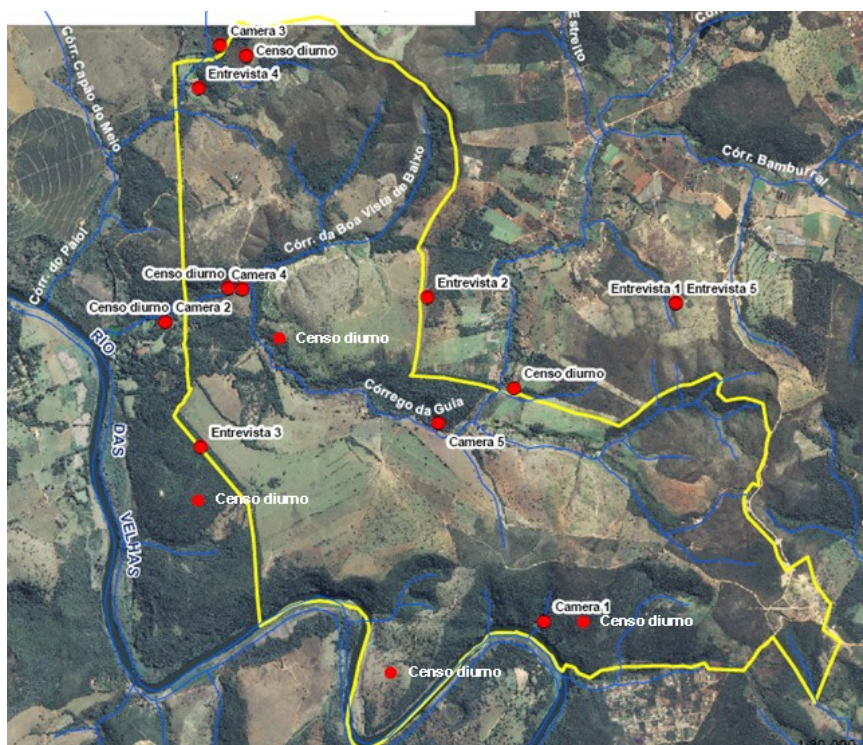 Camera 3
Censo diurno
Entrevista 4
Estreito
Córr. Capão do Meio
Córr. Bamburral
Córr. da Boa Vista de Baixo
Córr. do Paiol
Censo diurno
Camera 4
Entrevista 2
Entrevista 1
Entrevista 5
Censo diurno
Camera 2
RIO
DAS
VELHAS
Censo diurno
Censo diurno
Córrego da Guia
Camera 5
Entrevista 3
Censo diurno
Camera 1
Censo diurno
Censo diurno